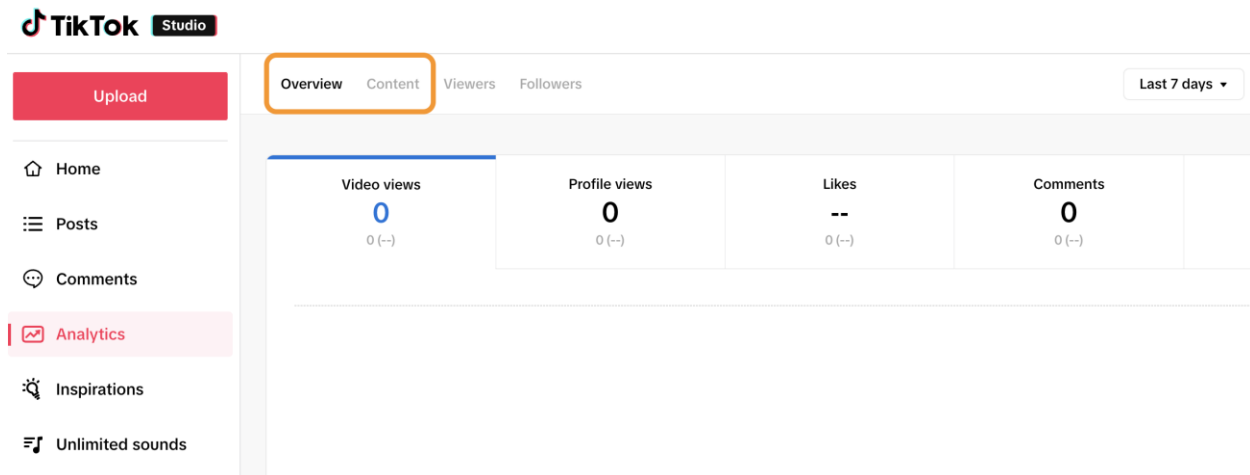 TikTok Studio
Upload
Home
Posts
Comments
Analytics
Inspirations
Unlimited sounds
Overview Content Viewers Followers
Last 7 days
Video views
0
0 (--)
Profile views
0
0 (--)
Likes
--
0 (--)
Comments
0
0 (--)